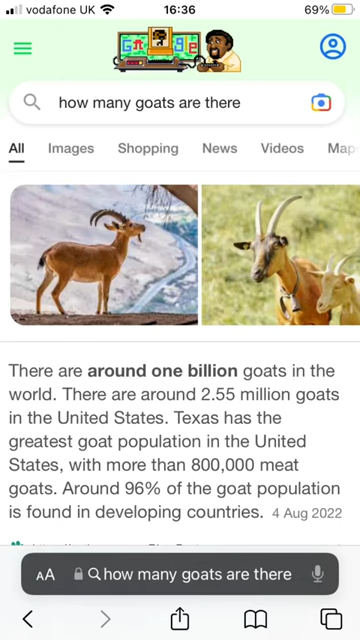 vodafone UK 16:36 69%
how many goats are there
All Images Shopping News Videos Map
There are around one billion goats in the
world. There are around 2.55 million goats
in the United States. Texas has the
greatest goat population in the United
States, with more than 800,000 meat
goats. Around 96% of the goat population
is found in developing countries. 4 Aug 2022
AA how many goats are there